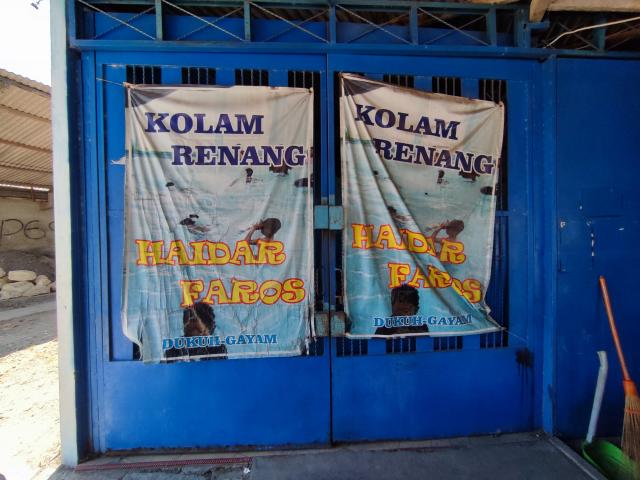 KOLAM
RENANG
HAIDAR
FAROS
DUKUH-GAYAM
KOLAM
RENANG
HAIDAR
FAROS
DUKUH-GAYAM